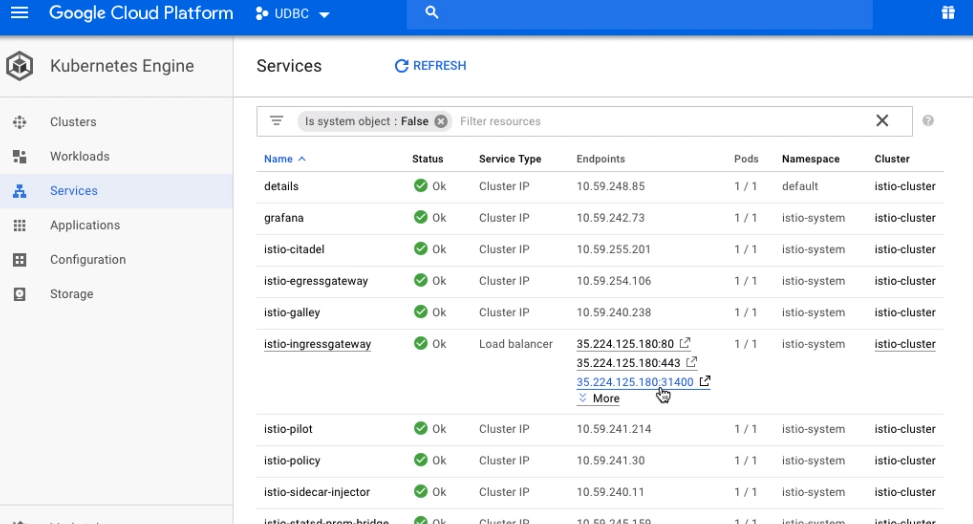 Google Cloud Platform UDBC
Kubernetes Engine
Services REFRESH
Clusters
Workloads
Services
Applications
Configuration
Storage
Is system object : False Filter resources
Name Status Service Type Endpoints Pods Namespace Cluster
details Ok Cluster IP 10.59.248.85 1 / 1 default istio-cluster
grafana Ok Cluster IP 10.59.242.73 1 / 1 istio-system istio-cluster
istio-citadel Ok Cluster IP 10.59.255.201 1 / 1 istio-system istio-cluster
istio-egressgateway Ok Cluster IP 10.59.254.106 1 / 1 istio-system istio-cluster
istio-galley Ok Cluster IP 10.59.240.238 1 / 1 istio-system istio-cluster
istio-ingressgateway Ok Load balancer 35.224.125.180:80 1 / 1 istio-system istio-cluster
35.224.125.180:443
35.224.125.180:31400
More
istio-pilot Ok Cluster IP 10.59.241.214 1 / 1 istio-system istio-cluster
istio-policy Ok Cluster IP 10.59.241.30 1 / 1 istio-system istio-cluster
istio-sidecar-injector Ok Cluster IP 10.59.240.11 1 / 1 istio-system istio-cluster
istio-statsd-prom-bridge Ok Cluster IP 10.59.245.159 1 / 1 istio-system istio-cluster